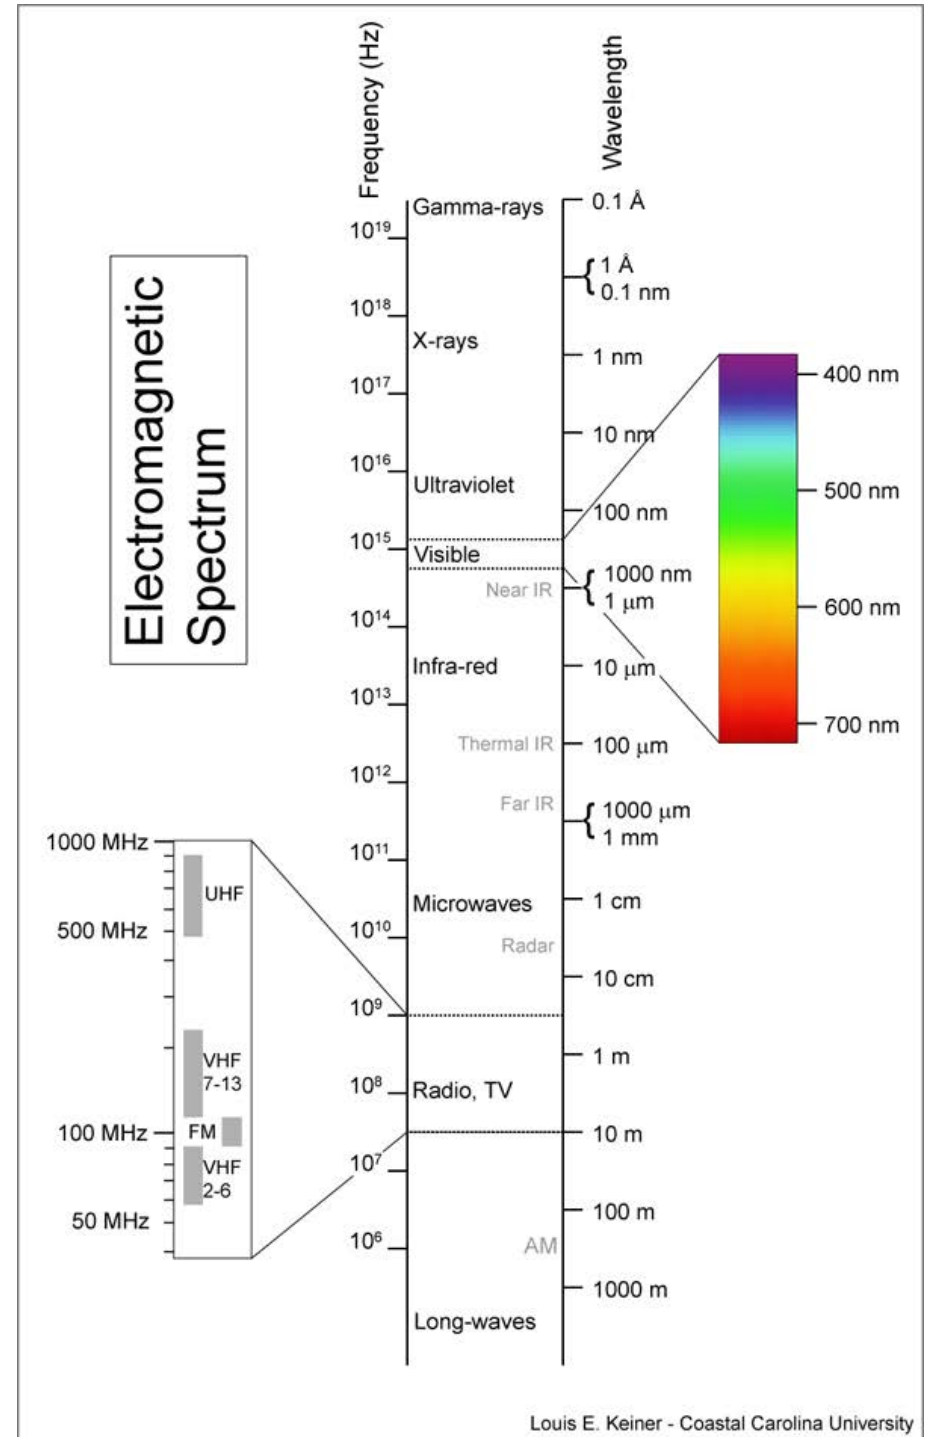 Frequency (Hz)
Wavelength
Electromagnetic
Spectrum
10¹⁹
10¹⁸
10¹⁷
10¹⁶
10¹⁵
10¹⁴
10¹³
10¹²
10¹¹
10¹⁰
10⁹
10⁸
10⁷
10⁶
Gamma-rays
X-rays
Ultraviolet
Visible
Near IR
Infra-red
Thermal IR
Far IR
Microwaves
Radar
Radio, TV
AM
Long-waves
0.1 Å
1 Å
0.1 nm
1 nm
10 nm
100 nm
1000 nm
1 μm
10 μm
100 μm
1000 μm
1 mm
1 cm
10 cm
1 m
10 m
100 m
1000 m
400 nm
500 nm
600 nm
700 nm
1000 MHz
500 MHz
100 MHz
50 MHz
UHF
VHF
7-13
FM
VHF
2-6
Louis E. Keiner - Coastal Carolina University